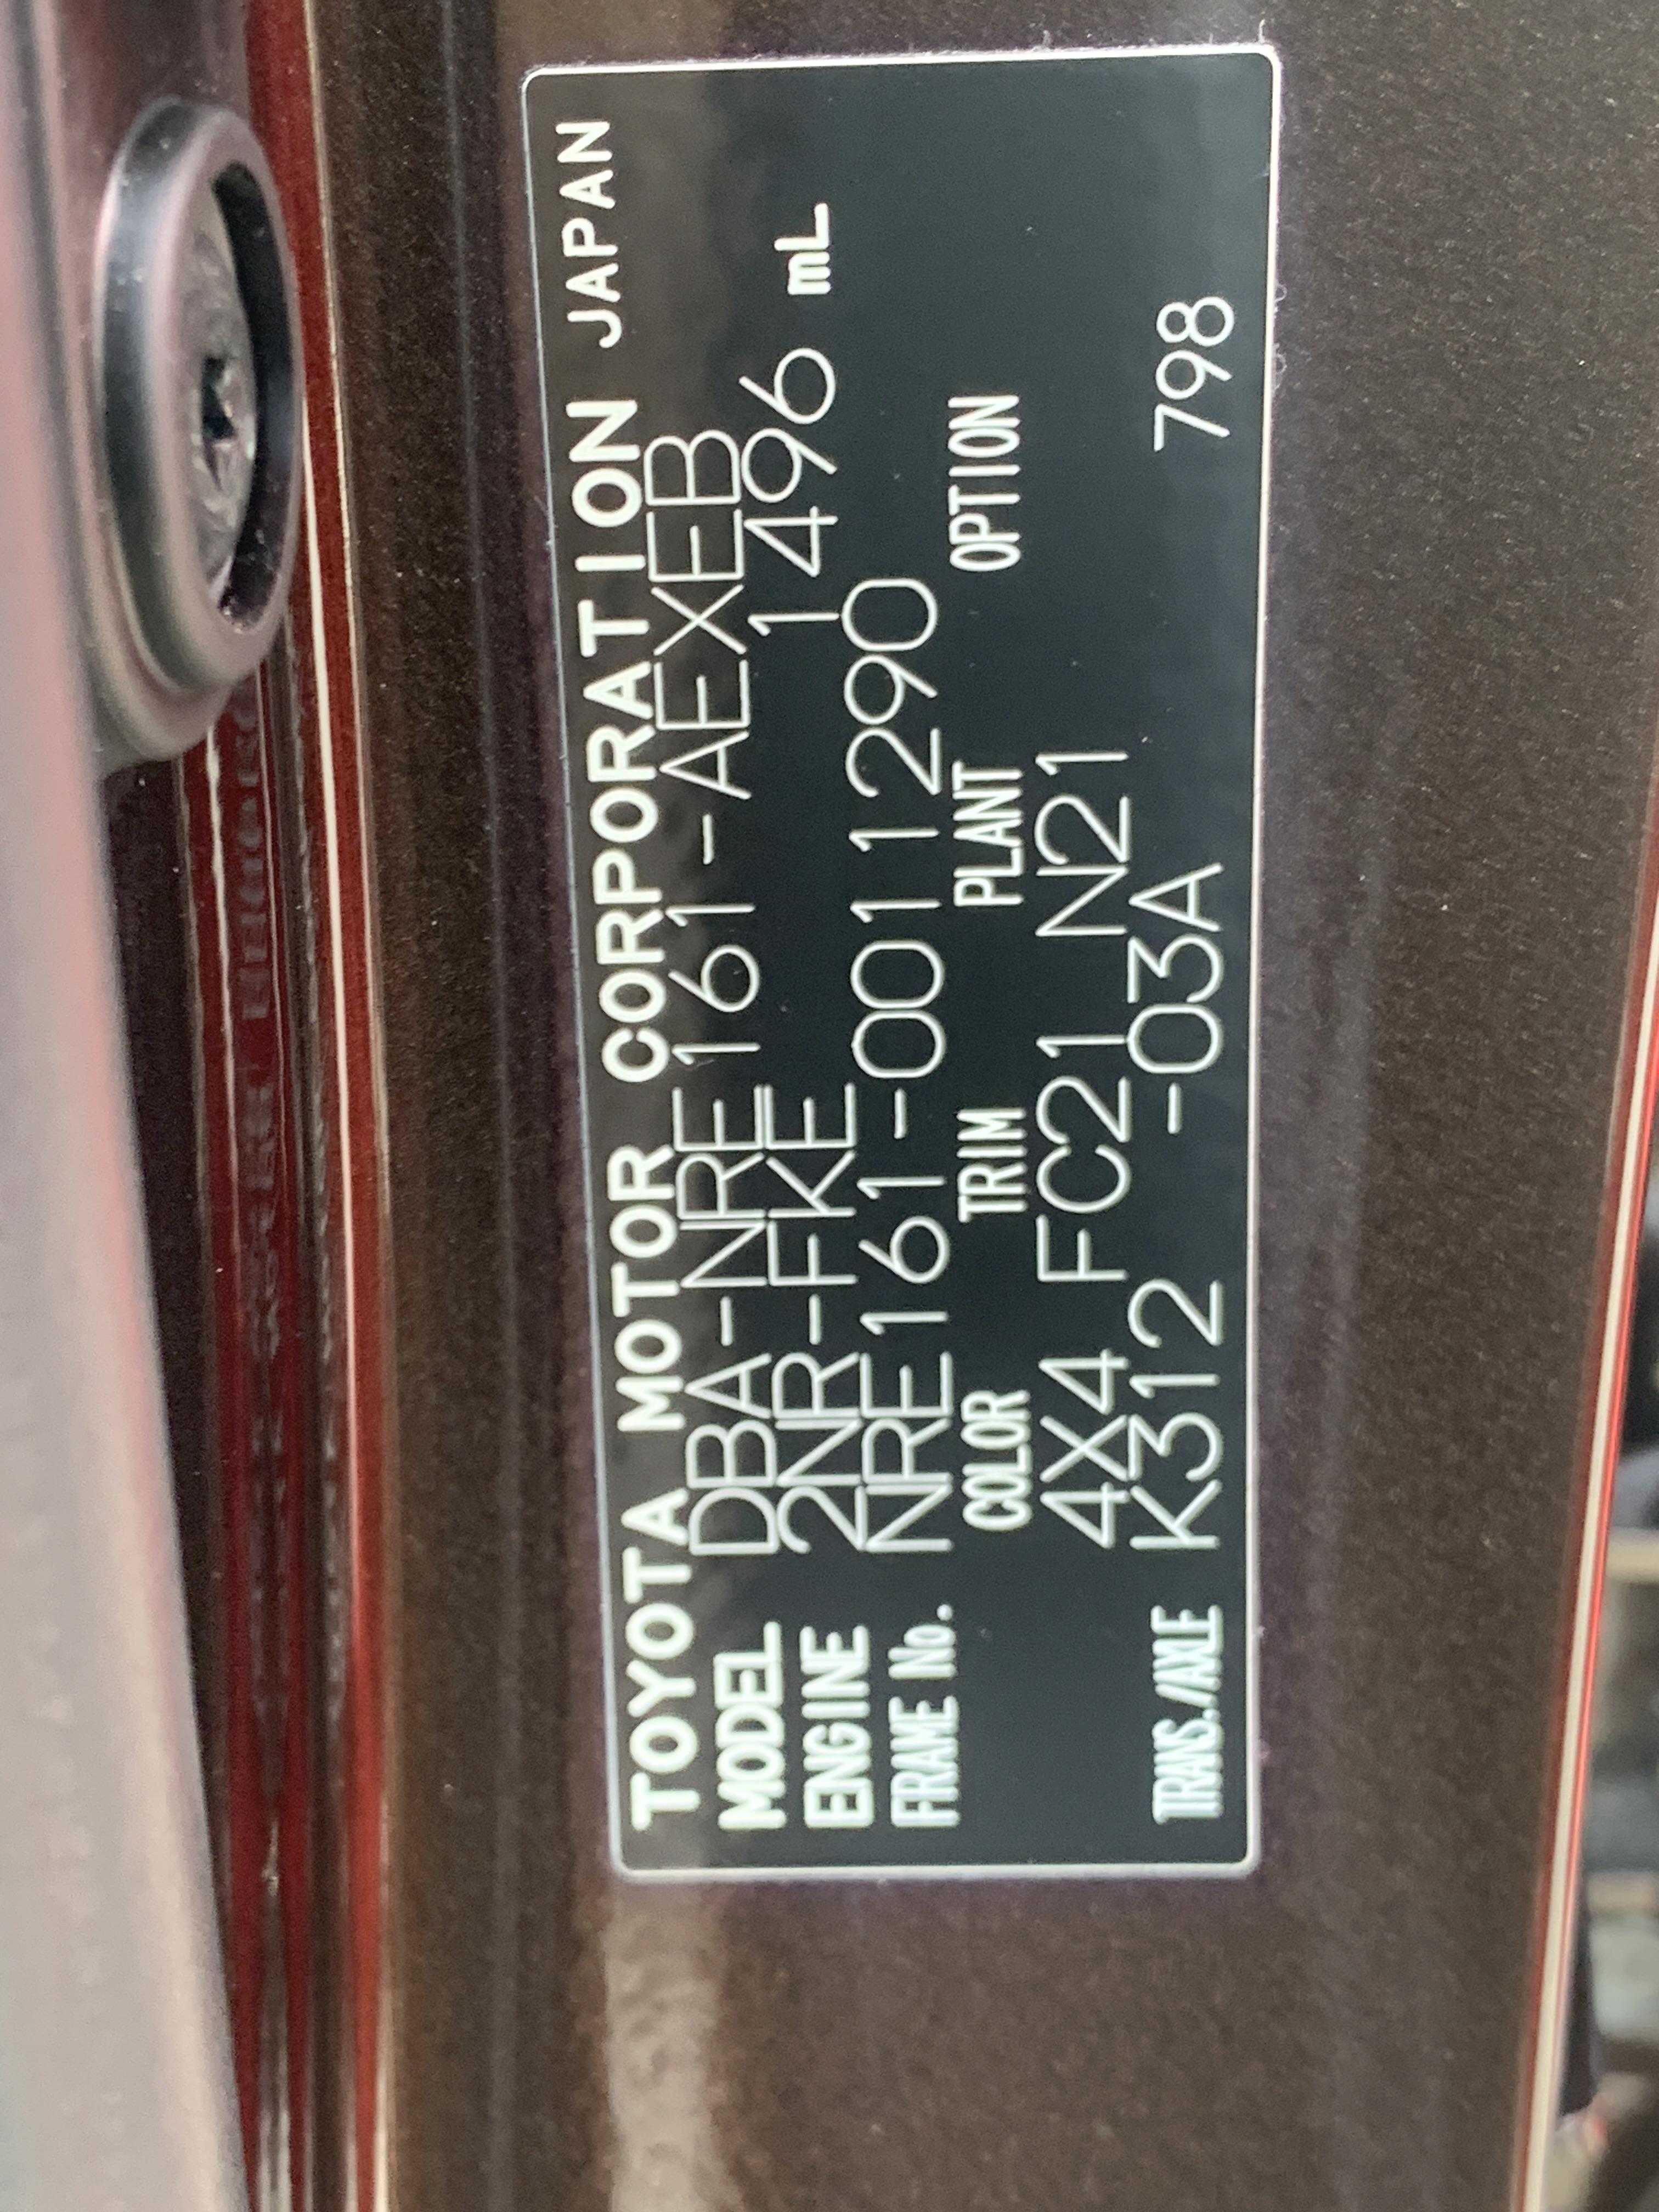 TOYOTA MOTOR CORPORATION JAPAN
MODEL DBA-NRE161-AEXEB
ENGINE 2NR-FKE 1496 mL
FRAME No. NRE161-0011290
COLOR TRIM PLANT OPTION
4X4 FC21 N21
TRANS./AXLE K312 -03A 798